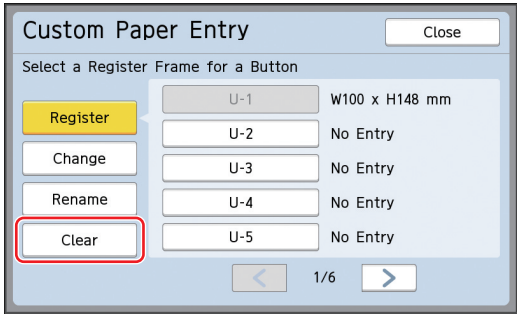 Custom Paper Entry
Close
Select a Register Frame for a Button
Register
Change
Rename
Clear
U-1 W100 x H148 mm
U-2 No Entry
U-3 No Entry
U-4 No Entry
U-5 No Entry
< 1/6 >